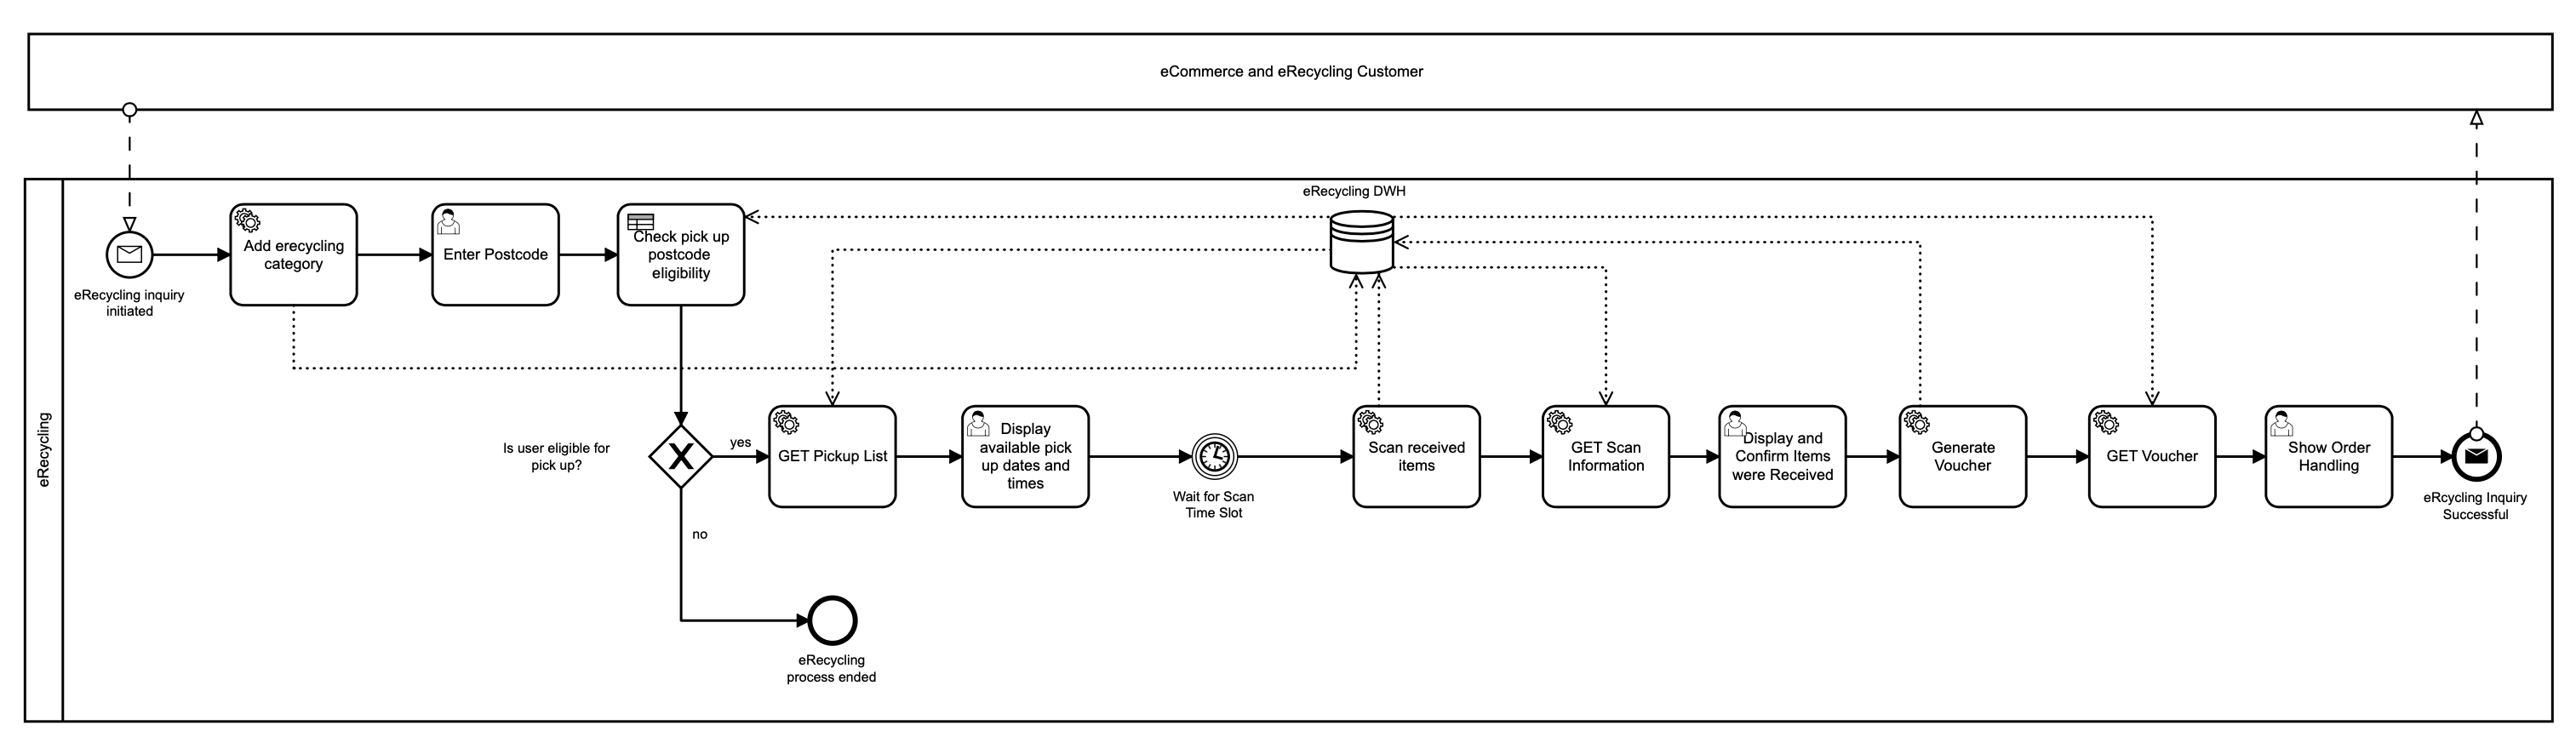 eCommerce and eRecycling Customer
eRecycling DWH
eRecycling
eRecycling inquiry
initiated
Add erecycling
category
Enter Postcode
Check pick up
postcode
eligibility
Is user eligible for
pick up?
yes
no
GET Pickup List
Display
available pick
up dates and
times
Wait for Scan
Time Slot
Scan received
items
GET Scan
Information
Display and
Confirm Items
were Received
Generate
Voucher
GET Voucher
Show Order
Handling
eRcycling Inquiry
Successful
eRecycling
process ended